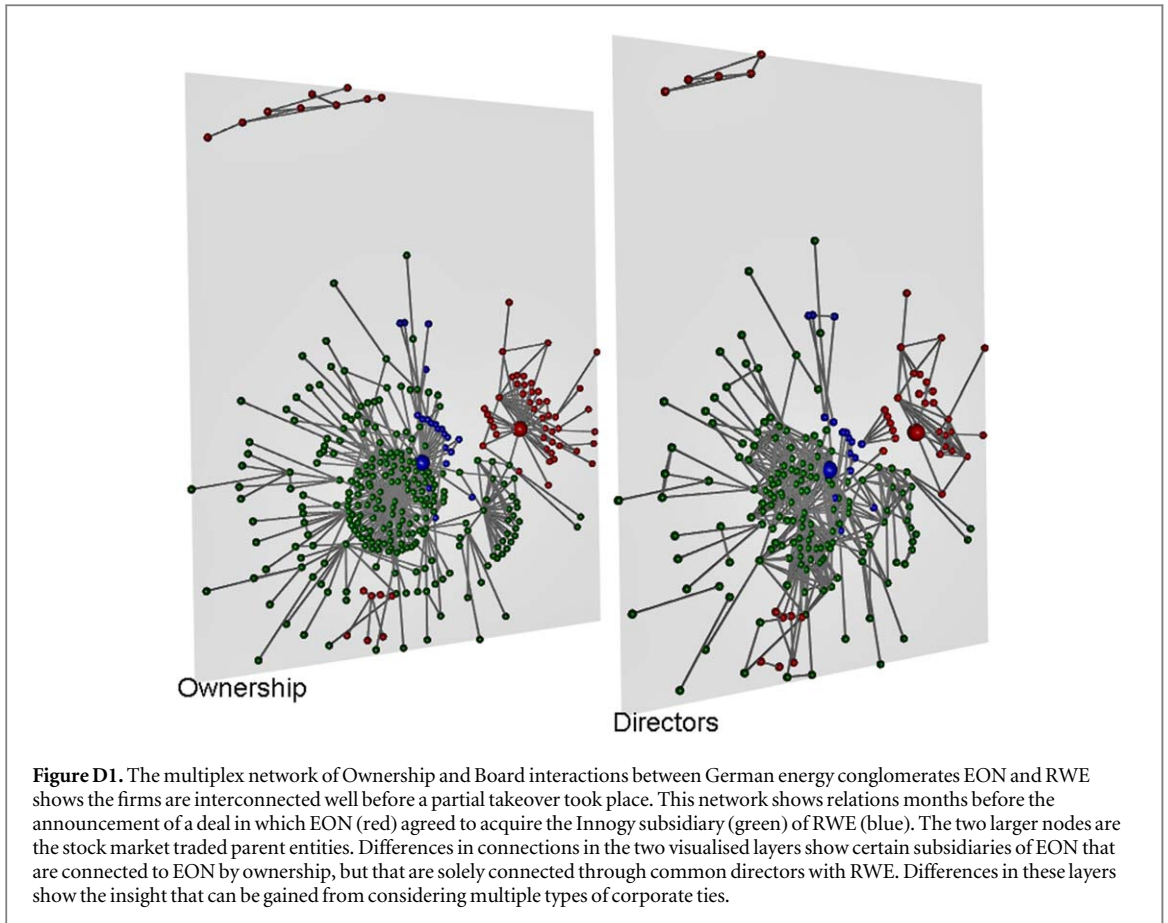 Ownership
Directors
Figure D1. The multiplex network of Ownership and Board interactions between German energy conglomerates EON and RWE
shows the firms are interconnected well before a partial takeover took place. This network shows relations months before the
announcement of a deal in which EON (red) agreed to acquire the Innogy subsidiary (green) of RWE (blue). The two larger nodes are
the stock market traded parent entities. Differences in connections in the two visualised layers show certain subsidiaries of EON that
are connected to EON by ownership, but that are solely connected through common directors with RWE. Differences in these layers
show the insight that can be gained from considering multiple types of corporate ties.